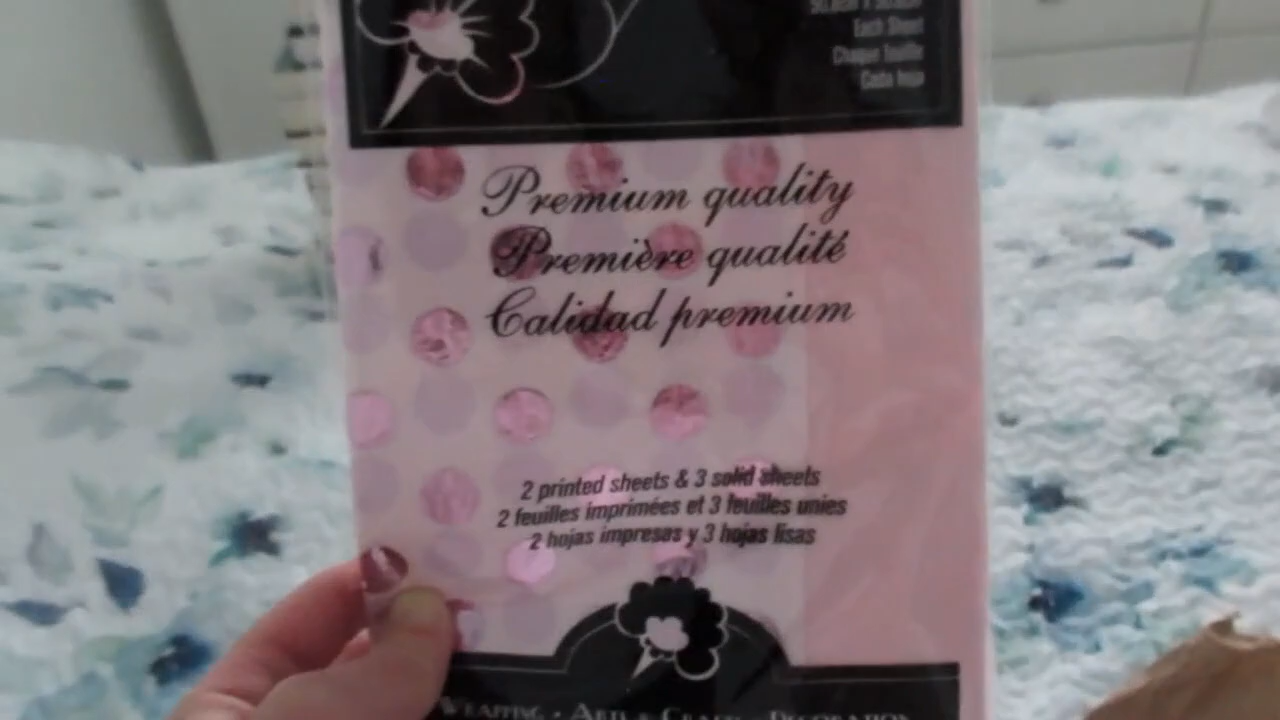 Each Sheet
Chaque feuille
Cada hoja
Premium quality
Première qualité
Calidad premium
2 printed sheets & 3 solid sheets
2 feuilles imprimées et 3 feuilles unies
2 hojas impresas y 3 hojas lisas